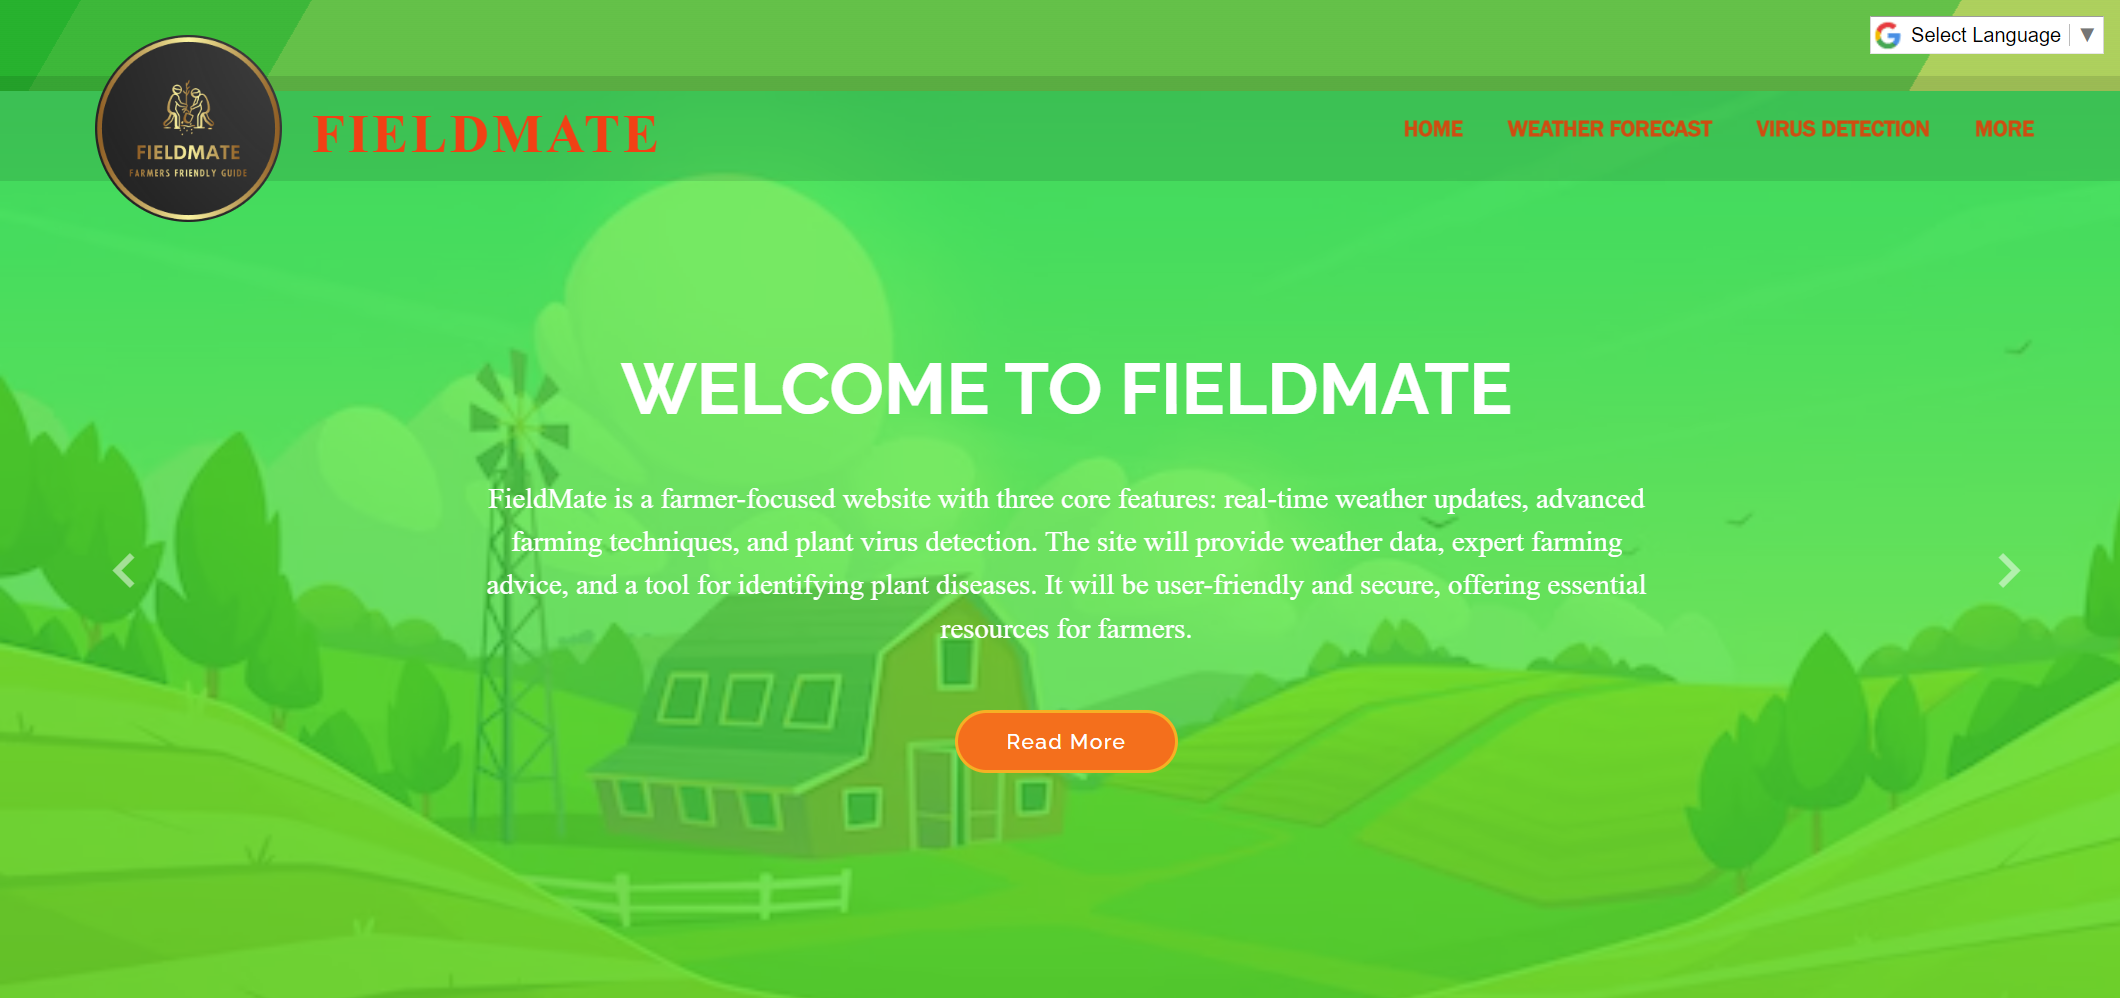 Select Language
FIELDMATE
FARMERS FRIENDLY GUIDE
FIELDMATE
HOME
WEATHER FORECAST
VIRUS DETECTION
MORE
WELCOME TO FIELDMATE
FieldMate is a farmer-focused website with three core features: real-time weather updates, advanced
farming techniques, and plant virus detection. The site will provide weather data, expert farming
advice, and a tool for identifying plant diseases. It will be user-friendly and secure, offering essential
resources for farmers.
Read More